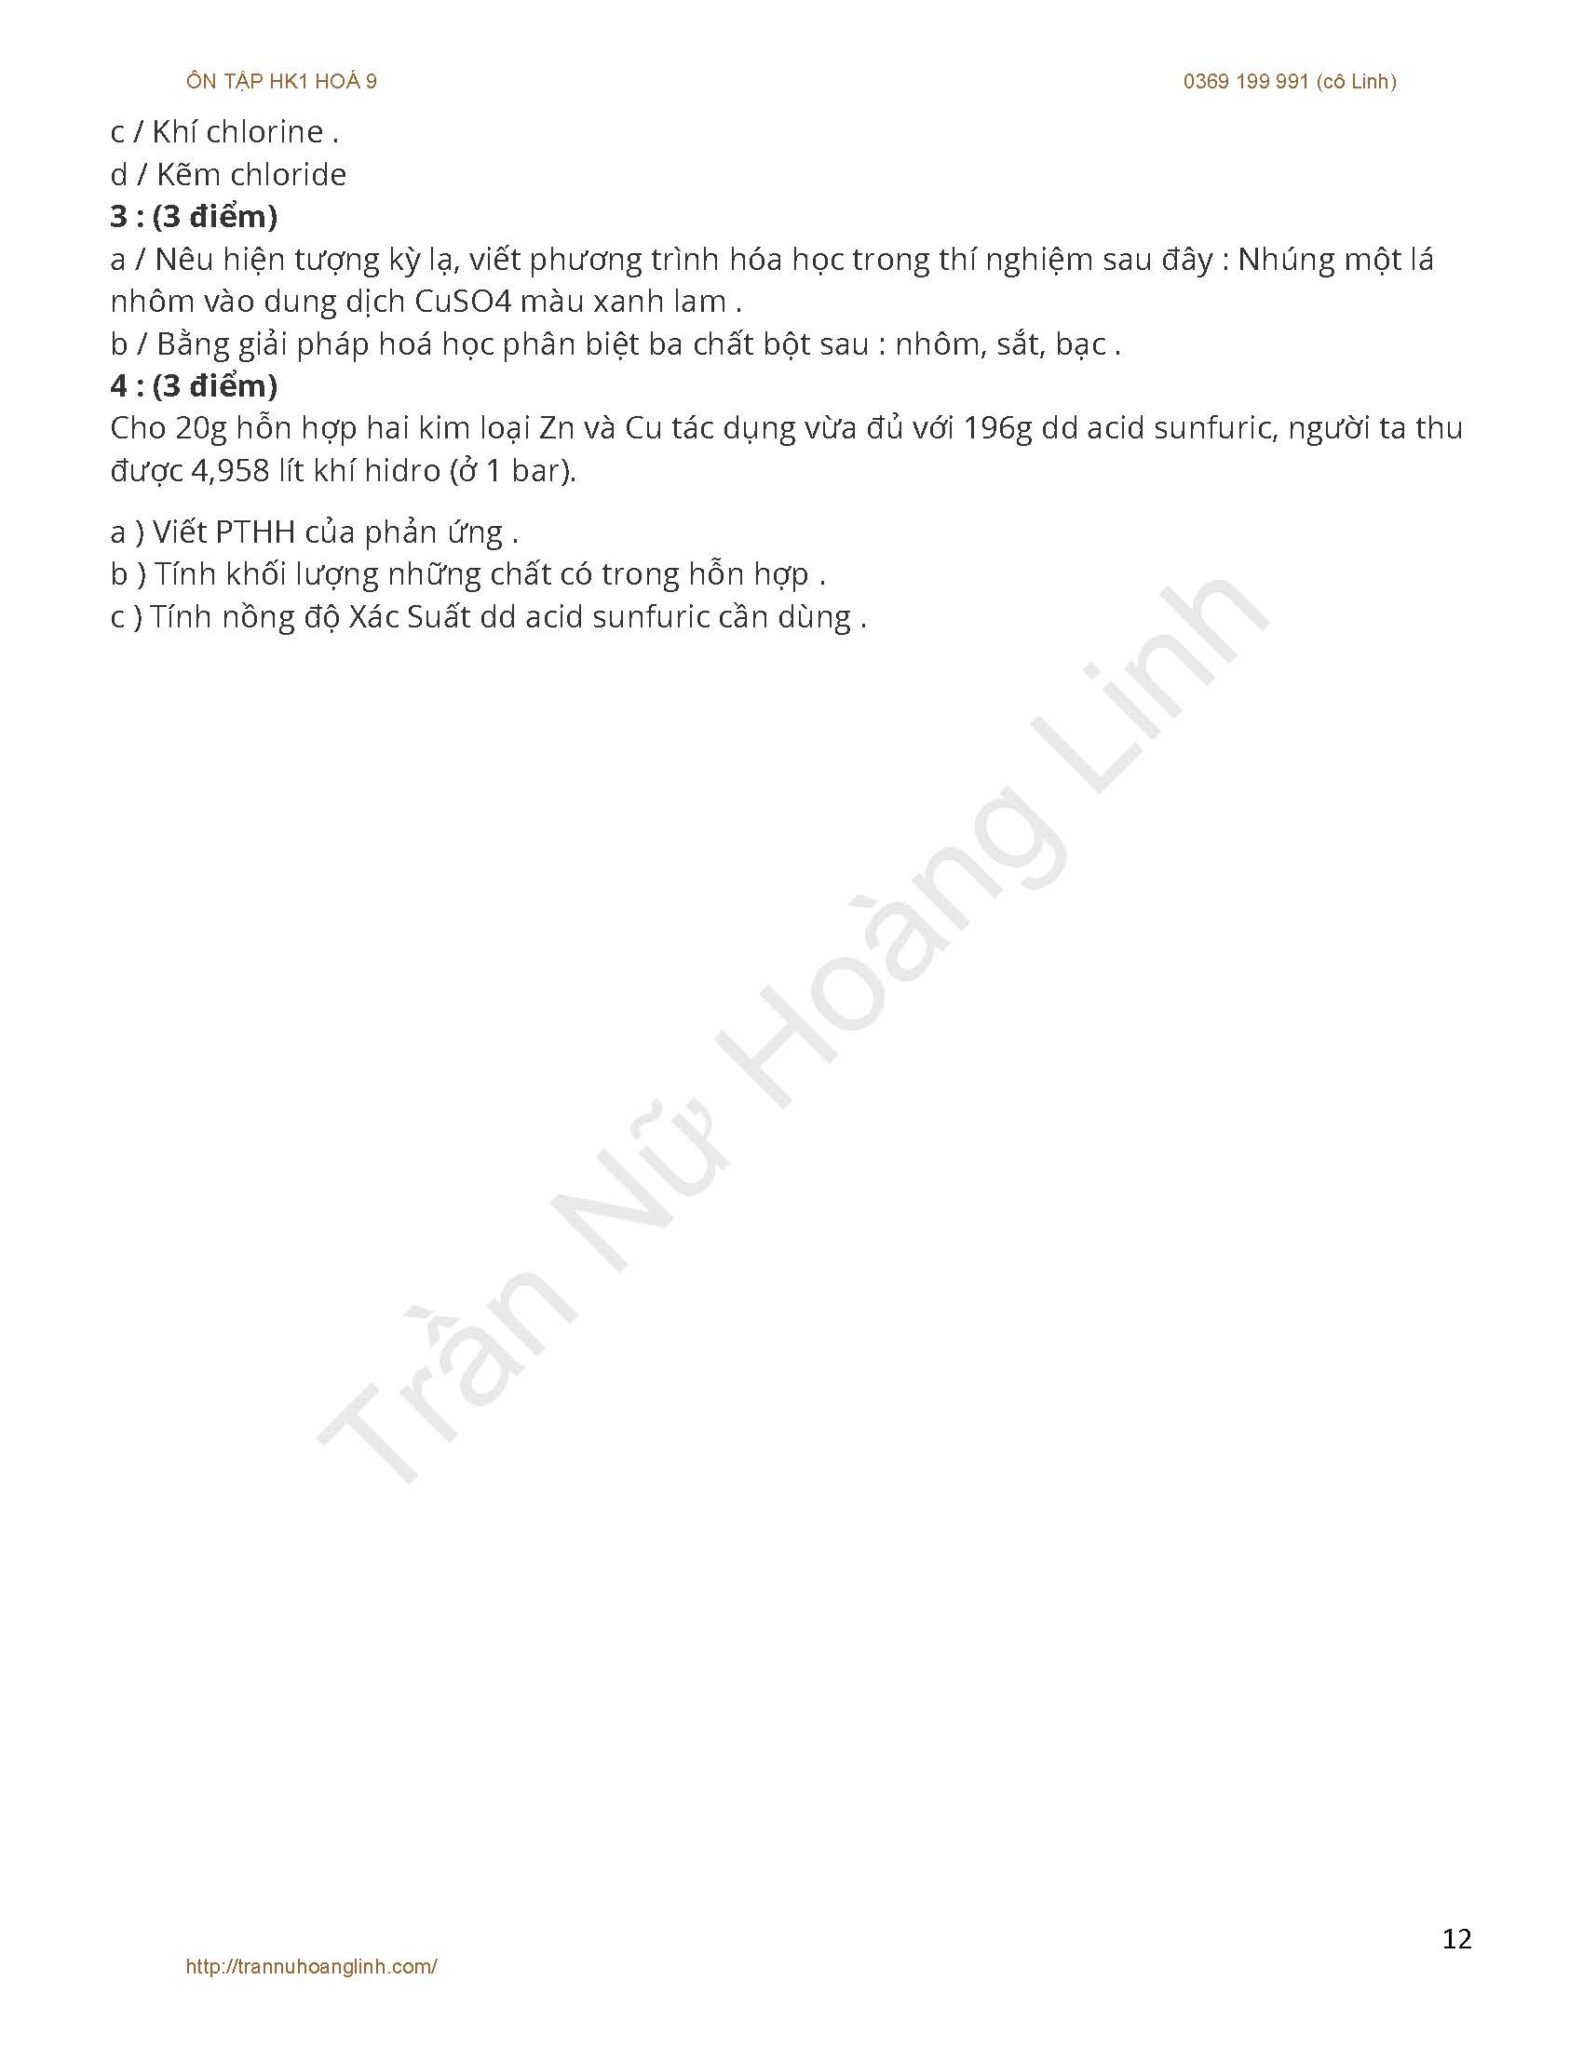 ÔN TẬP HK1 HOÁ 9 0369 199 991 (cô Linh)
c / Khí chlorine .
d / Kẽm chloride
3 : (3 điểm)
a / Nêu hiện tượng kỳ lạ, viết phương trình hóa học trong thí nghiệm sau đây : Nhúng một lá
nhôm vào dung dịch CuSO4 màu xanh lam .
b / Bằng giải pháp hoá học phân biệt ba chất bột sau : nhôm, sắt, bạc .
4 : (3 điểm)
Cho 20g hỗn hợp hai kim loại Zn và Cu tác dụng vừa đủ với 196g dd acid sunfuric, người ta thu
được 4,958 lít khí hidro (ở 1 bar).
a ) Viết PTHH của phản ứng .
b ) Tính khối lượng những chất có trong hỗn hợp .
c ) Tính nồng độ Xác Suất dd acid sunfuric cần dùng .
Trần Nữ Hoàng Linh
12
http://trannuhoanglinh.com/